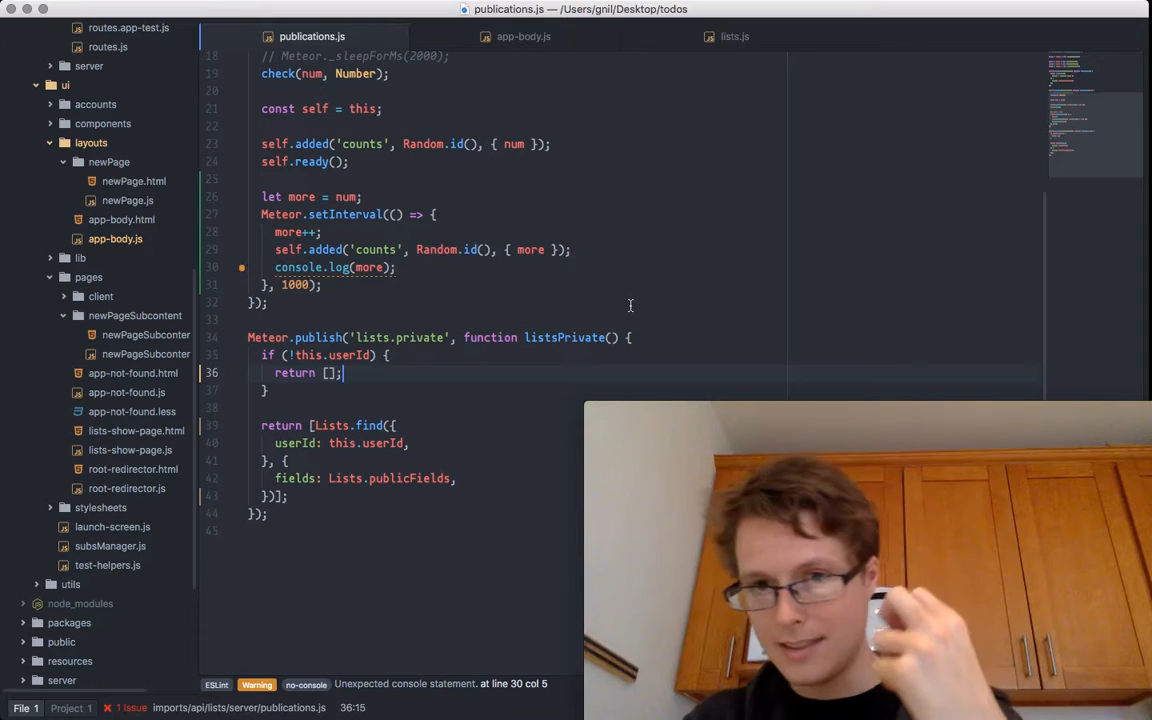 publications.js — /Users/gnil/Desktop/todos
routes.app-test.js
routes.js
server
ui
accounts
components
layouts
newPage
newPage.html
newPage.js
app-body.html
app-body.js
lib
pages
client
newPageSubcontent
newPageSubconter
newPageSubconter
app-not-found.html
app-not-found.js
app-not-found.less
lists-show-page.html
lists-show-page.js
root-redirector.html
root-redirector.js
stylesheets
launch-screen.js
subsManager.js
test-helpers.js
utils
node_modules
packages
public
resources
server
publications.js
app-body.js
lists.js
18 // Meteor._sleepForMs(2000);
19 check(num, Number);
20
21 const self = this;
22
23 self.added('counts', Random.id(), { num });
24 self.ready();
25
26 let more = num;
27 Meteor.setInterval(() => {
28 more++;
29 self.added('counts', Random.id(), { more });
30 console.log(more);
31 }, 1000);
32 });
33
34 Meteor.publish('lists.private', function listsPrivate() {
35 if (!this.userId) {
36 return [];
37 }
38
39 return [Lists.find({
40 userId: this.userId,
41 }, {
42 fields: Lists.publicFields,
43 })];
44 });
45
ESLint Warning no-console Unexpected console statement. at line 30 col 5
File 1 Project 1 1 issue imports/api/lists/server/publications.js 36:15